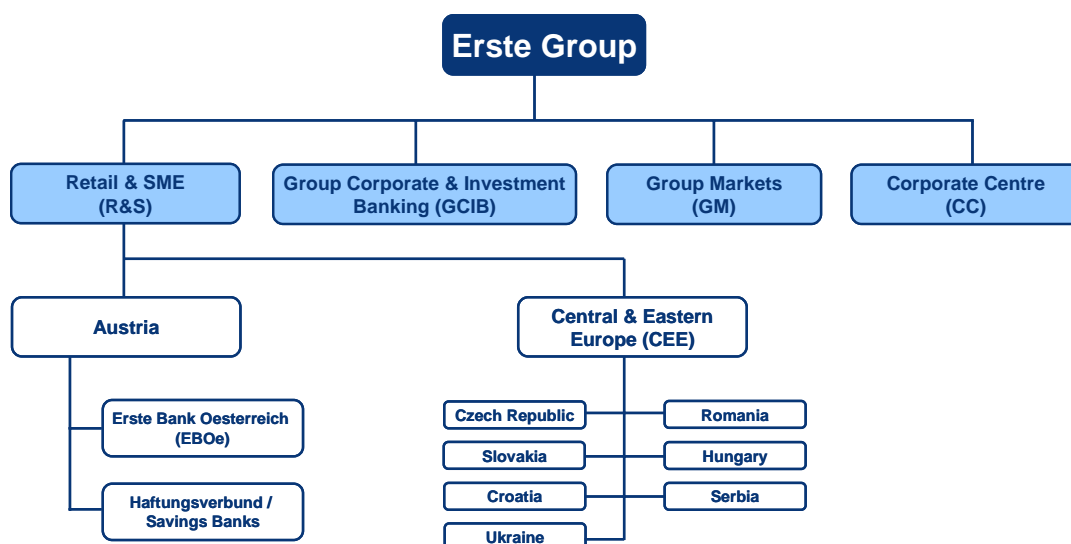 Erste Group
Retail & SME
(R&S)
Group Corporate & Investment
Banking (GCIB)
Group Markets
(GM)
Corporate Centre
(CC)
Austria
Central & Eastern
Europe (CEE)
Erste Bank Oesterreich
(EBOe)
Haftungsverbund /
Savings Banks
Czech Republic
Romania
Slovakia
Hungary
Croatia
Serbia
Ukraine